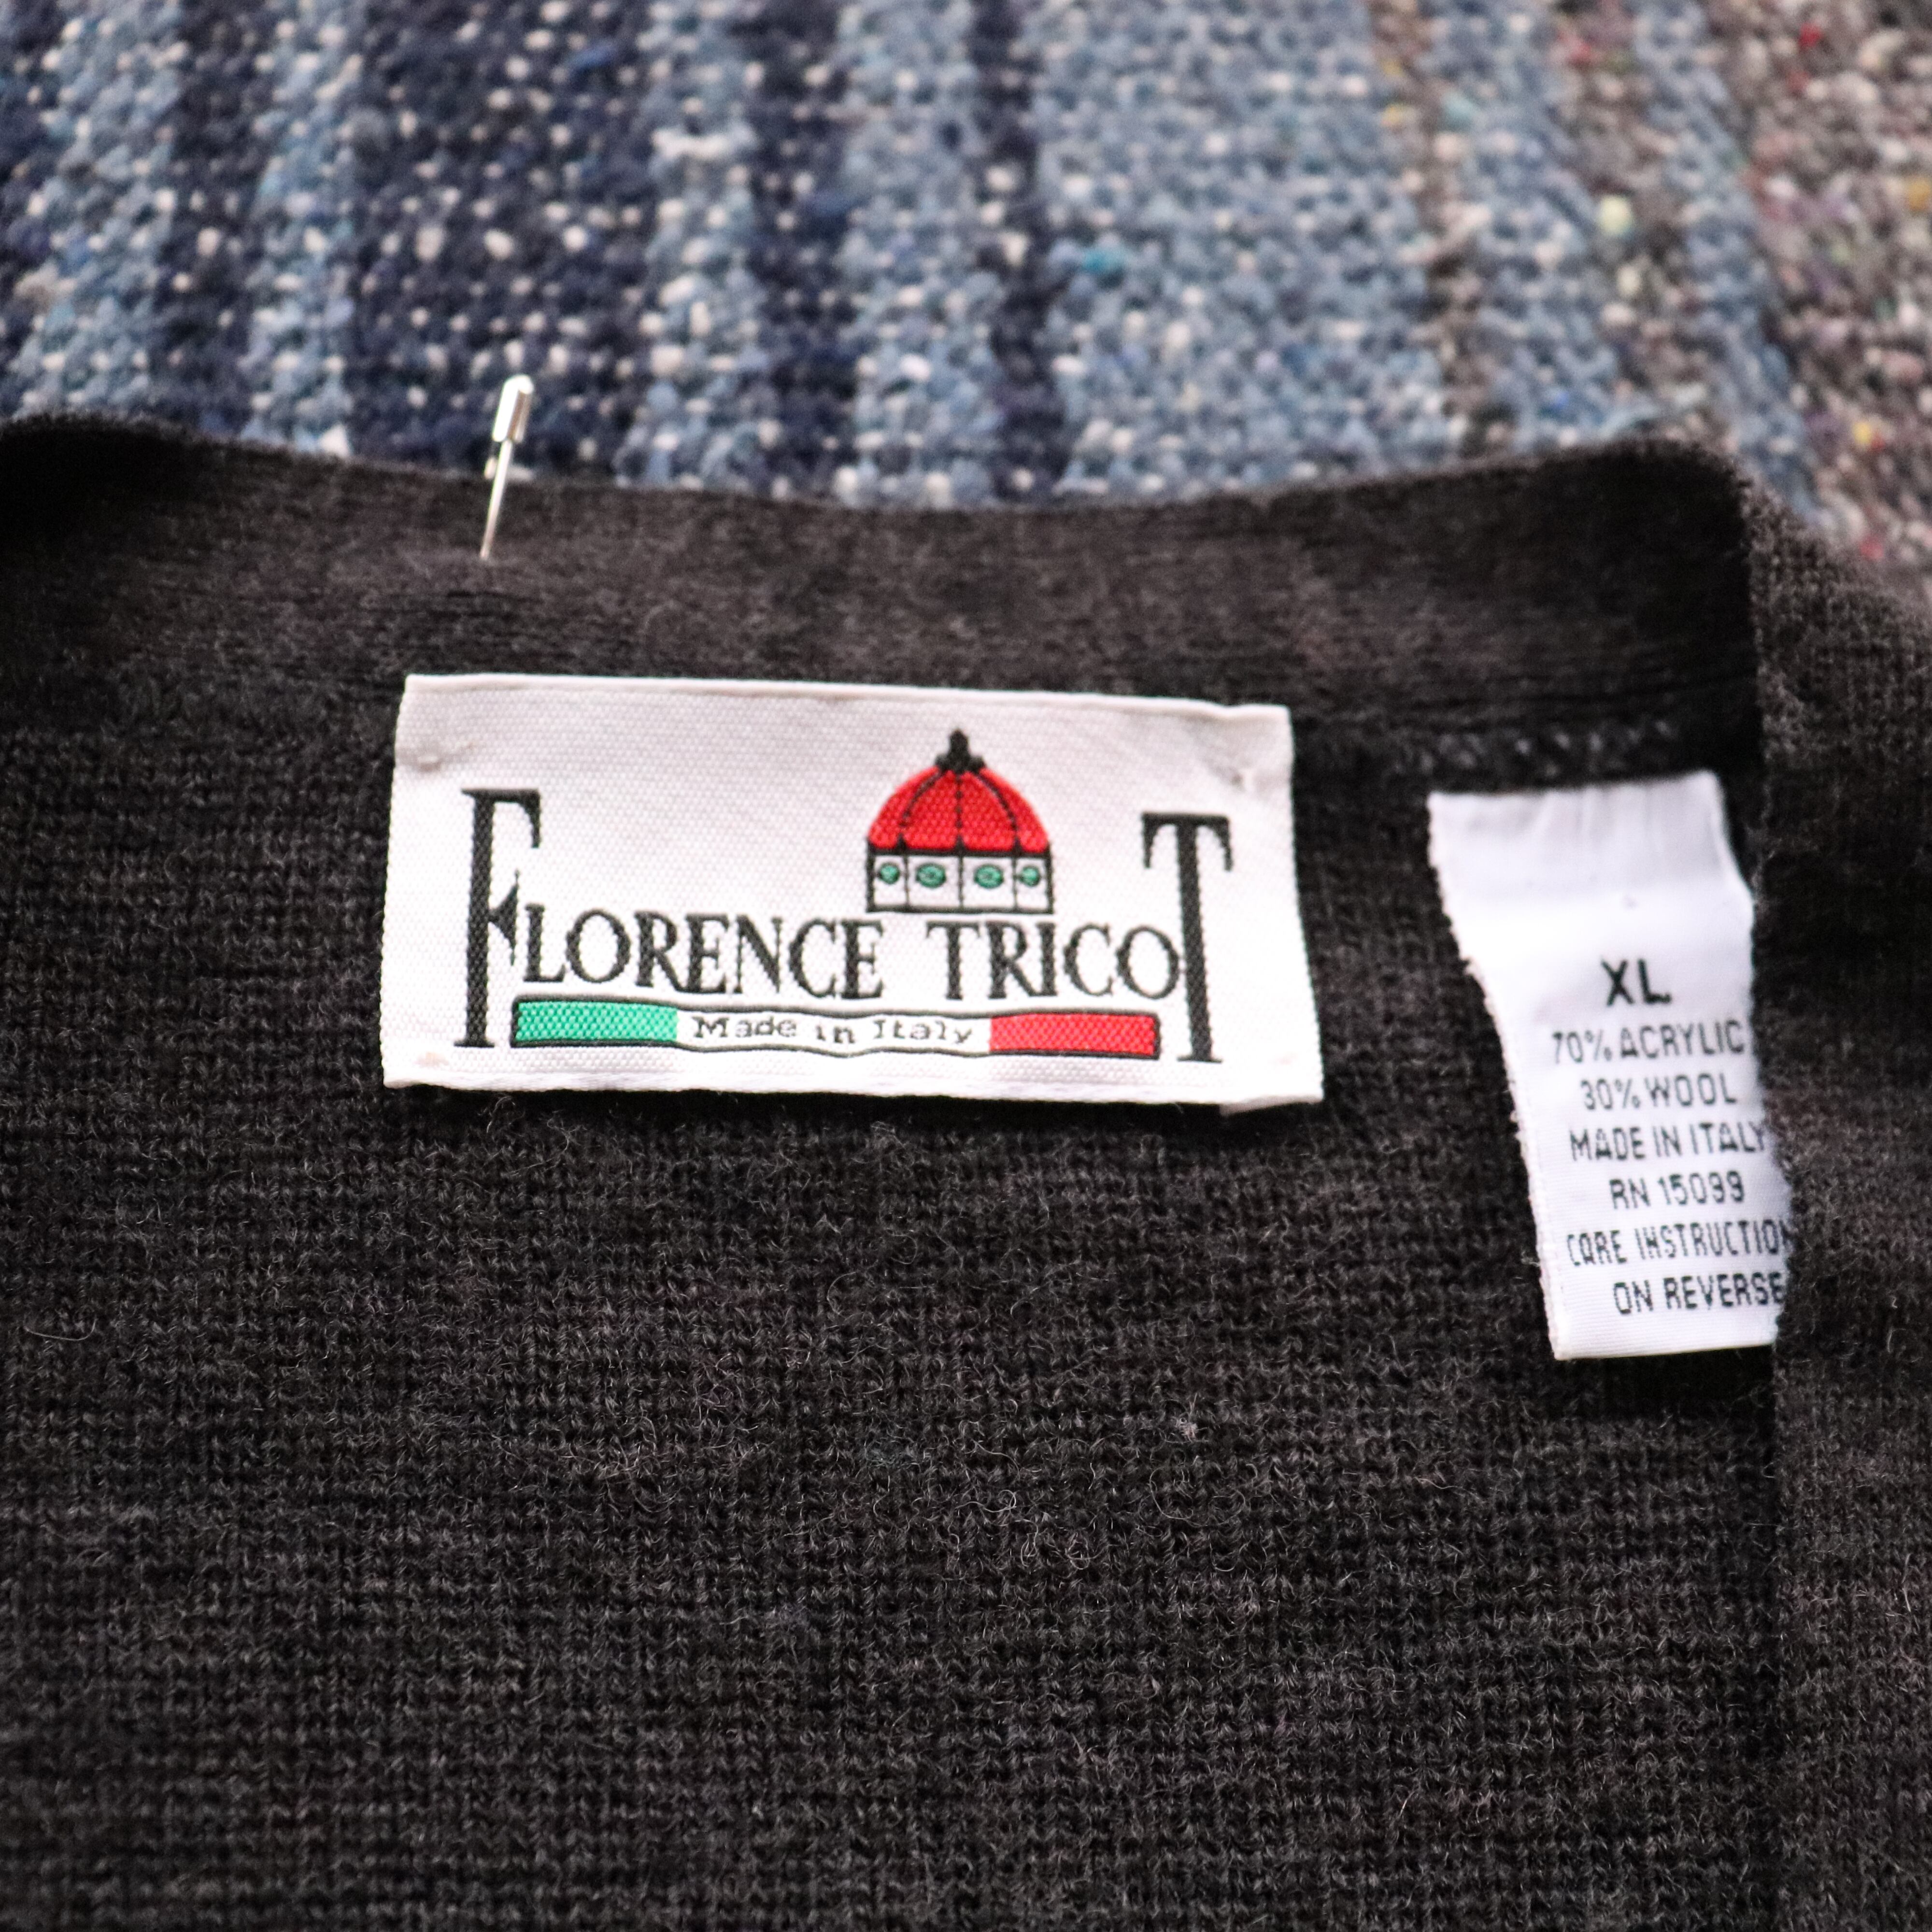 FLORENCE TRICOT
Made in Italy
XL
70% ACRYLIC
30% WOOL
MADE IN ITALY
RN 15099
CARE INSTRUCTION
ON REVERSE